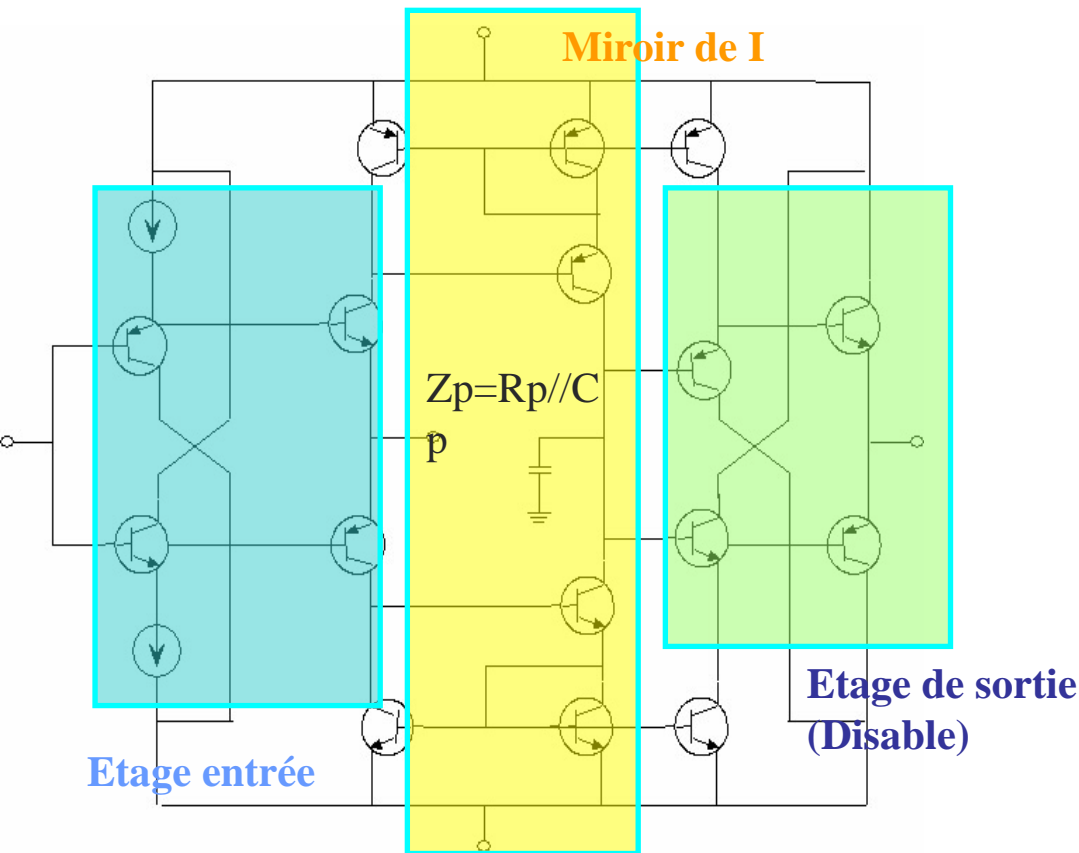 Miroir de I
Zp=Rp//C
p
Etage de sortie
(Disable)
Etage entrée